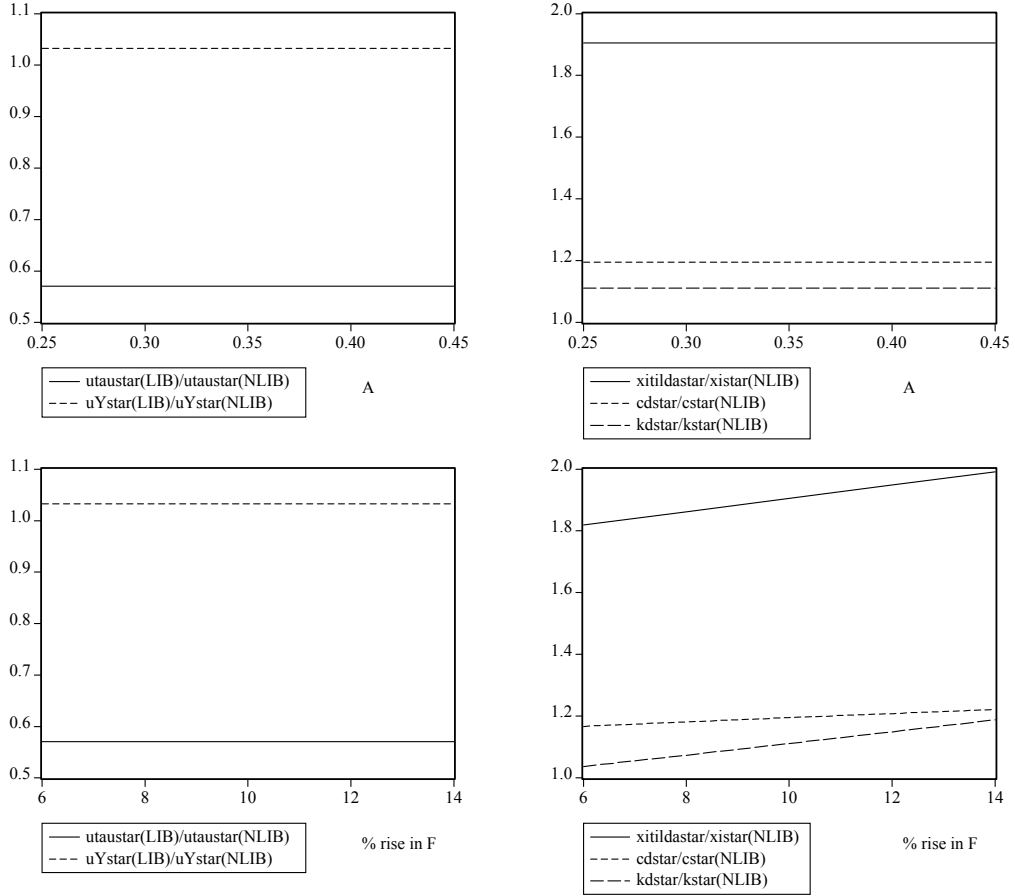 1.1
1.0
0.9
0.8
0.7
0.6
0.5
0.25 0.30 0.35 0.40 0.45
utaustar(LIB)/utaustar(NLIB)
uYstar(LIB)/uYstar(NLIB)
A
2.0
1.8
1.6
1.4
1.2
1.0
0.25 0.30 0.35 0.40 0.45
xitildastar/xistar(NLIB)
cdstar/cstar(NLIB)
kdstar/kstar(NLIB)
A
1.1
1.0
0.9
0.8
0.7
0.6
0.5
6 8 10 12 14
utaustar(LIB)/utaustar(NLIB)
uYstar(LIB)/uYstar(NLIB)
% rise in F
2.0
1.8
1.6
1.4
1.2
1.0
6 8 10 12 14
xitildastar/xistar(NLIB)
cdstar/cstar(NLIB)
kdstar/kstar(NLIB)
% rise in F